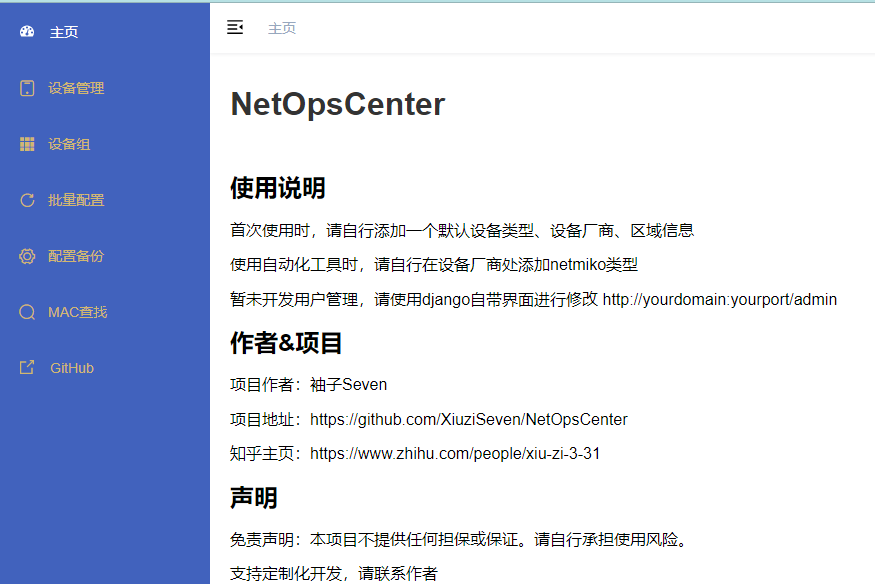 主页
设备管理
设备组
批量配置
配置备份
MAC查找
GitHub
主页
NetOpsCenter
使用说明
首次使用时，请自行添加一个默认设备类型、设备厂商、区域信息
使用自动化工具时，请自行在设备厂商处添加netmiko类型
暂未开发用户管理，请使用django自带界面进行修改 http://yourdomain:yourport/admin
作者&项目
项目作者：袖子Seven
项目地址：https://github.com/XiuziSeven/NetOpsCenter
知乎主页：https://www.zhihu.com/people/xiu-zi-3-31
声明
免责声明：本项目不提供任何担保或保证。请自行承担使用风险。
支持定制化开发，请联系作者